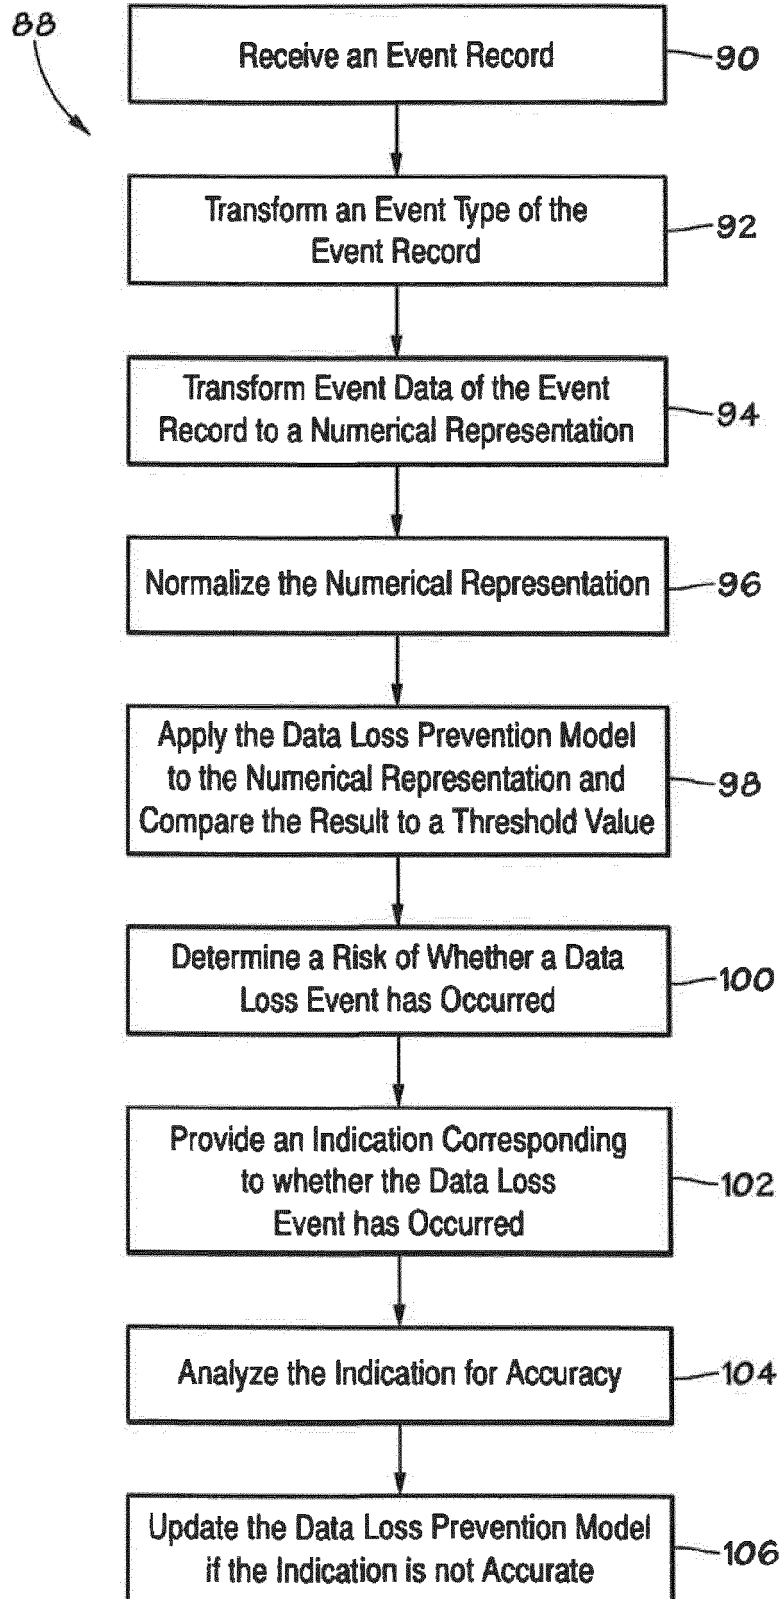 88
Receive an Event Record
90
Transform an Event Type of the
Event Record
92
Transform Event Data of the Event
Record to a Numerical Representation
94
Normalize the Numerical Representation
96
Apply the Data Loss Prevention Model
to the Numerical Representation and
Compare the Result to a Threshold Value
98
Determine a Risk of Whether a Data
Loss Event has Occurred
100
Provide an Indication Corresponding
to whether the Data Loss
Event has Occurred
102
Analyze the Indication for Accuracy
104
Update the Data Loss Prevention Model
if the Indication is not Accurate
106